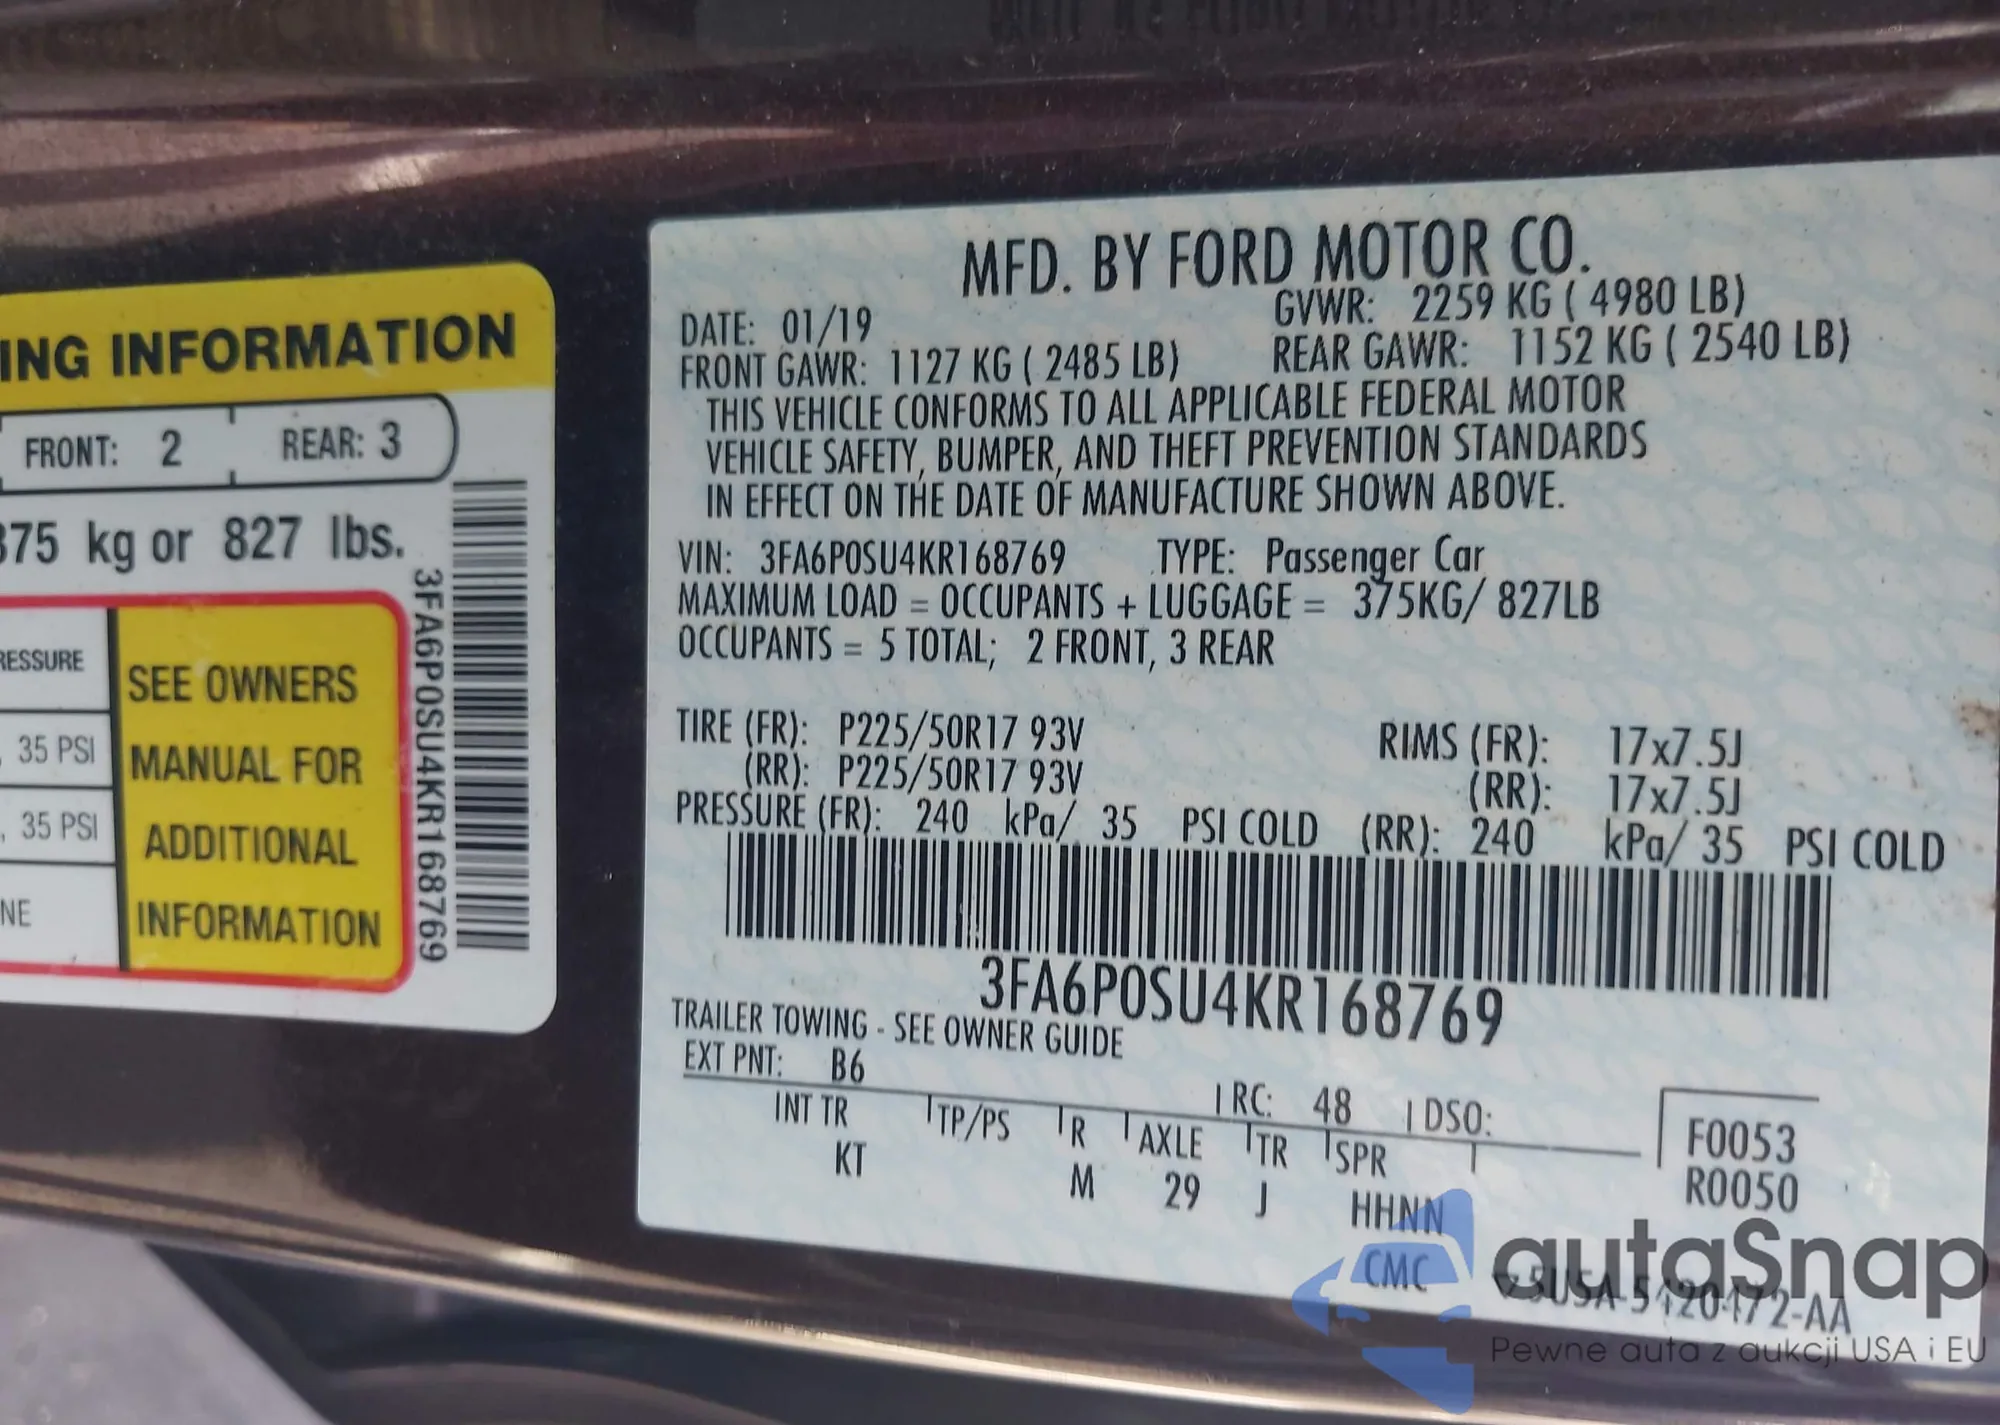 ING INFORMATION
FRONT: 2 REAR: 3
375 kg or 827 lbs.
RESSURE
, 35 PSI
, 35 PSI
NE
SEE OWNERS
MANUAL FOR
ADDITIONAL
INFORMATION
3FA6P0SU4KR168769
MFD. BY FORD MOTOR CO.
DATE: 01/19 GVWR: 2259 KG ( 4980 LB)
FRONT GAWR: 1127 KG ( 2485 LB) REAR GAWR: 1152 KG ( 2540 LB)
THIS VEHICLE CONFORMS TO ALL APPLICABLE FEDERAL MOTOR
VEHICLE SAFETY, BUMPER, AND THEFT PREVENTION STANDARDS
IN EFFECT ON THE DATE OF MANUFACTURE SHOWN ABOVE.
VIN: 3FA6P0SU4KR168769 TYPE: Passenger Car
MAXIMUM LOAD = OCCUPANTS + LUGGAGE = 375KG/ 827LB
OCCUPANTS = 5 TOTAL; 2 FRONT, 3 REAR
TIRE (FR): P225/50R17 93V RIMS (FR): 17x7.5J
(RR): P225/50R17 93V (RR): 17x7.5J
PRESSURE (FR): 240 kPa/ 35 PSI COLD (RR): 240 kPa/ 35 PSI COLD
3FA6P0SU4KR168769
TRAILER TOWING - SEE OWNER GUIDE
EXT PNT: B6 RC: 48 DSO:
INT TR TP/PS R AXLE TR SPR
KT M 29 J HHNN
F0053
R0050
CMC
5U5A-5420472-AA
autaSnap
Pewne auta z aukcji USA i EU